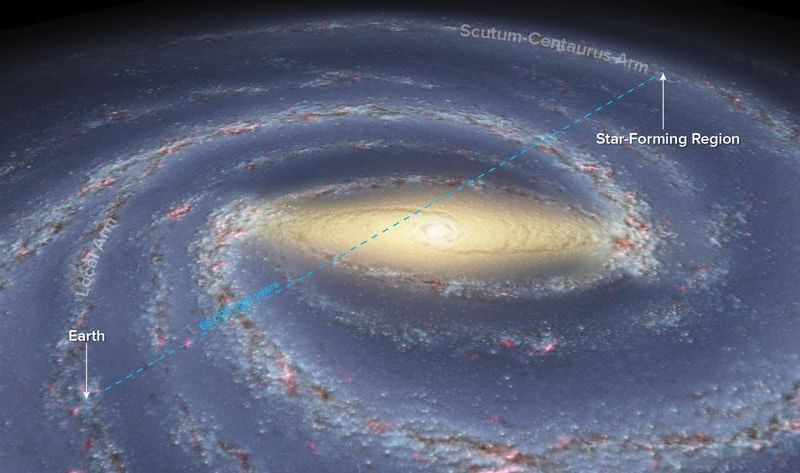 Scutum-Centaurus Arm
Star-Forming Region
Local Arm
Earth